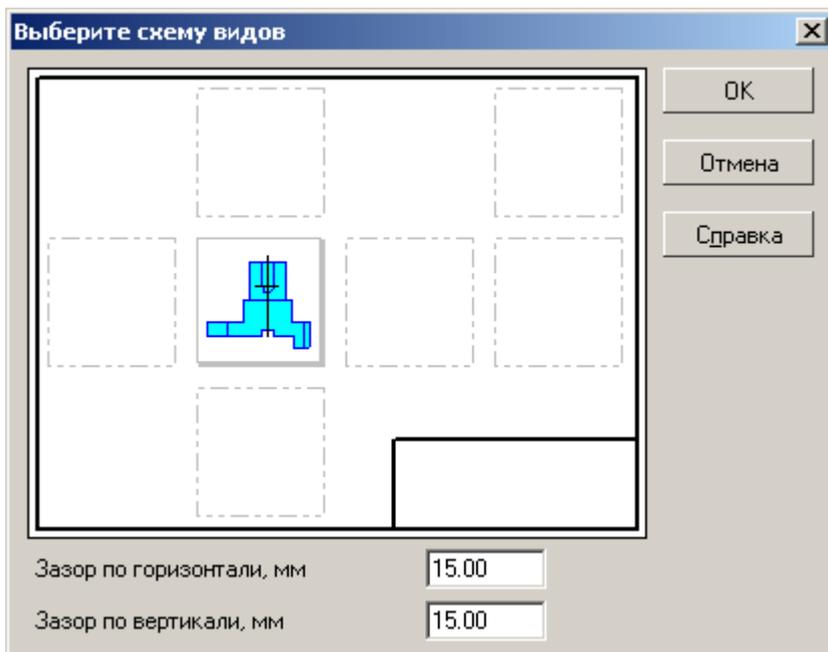 Выберите схему видов
OK
Отмена
Справка
Зазор по горизонтали, мм 15.00
Зазор по вертикали, мм 15.00